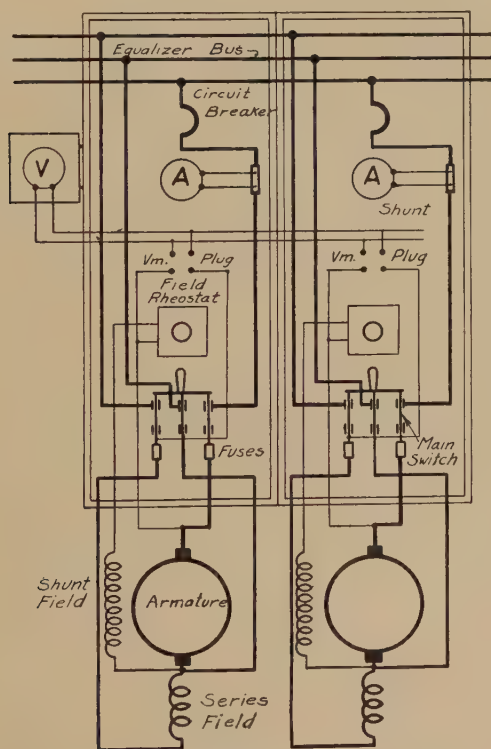 Equalizer Bus
Circuit
Breaker
V
A
A
Shunt
Vm.
Plug
Vm.
Plug
Field
Rheostat
Fuses
Main
Switch
Shunt
Field
Armature
Series
Field